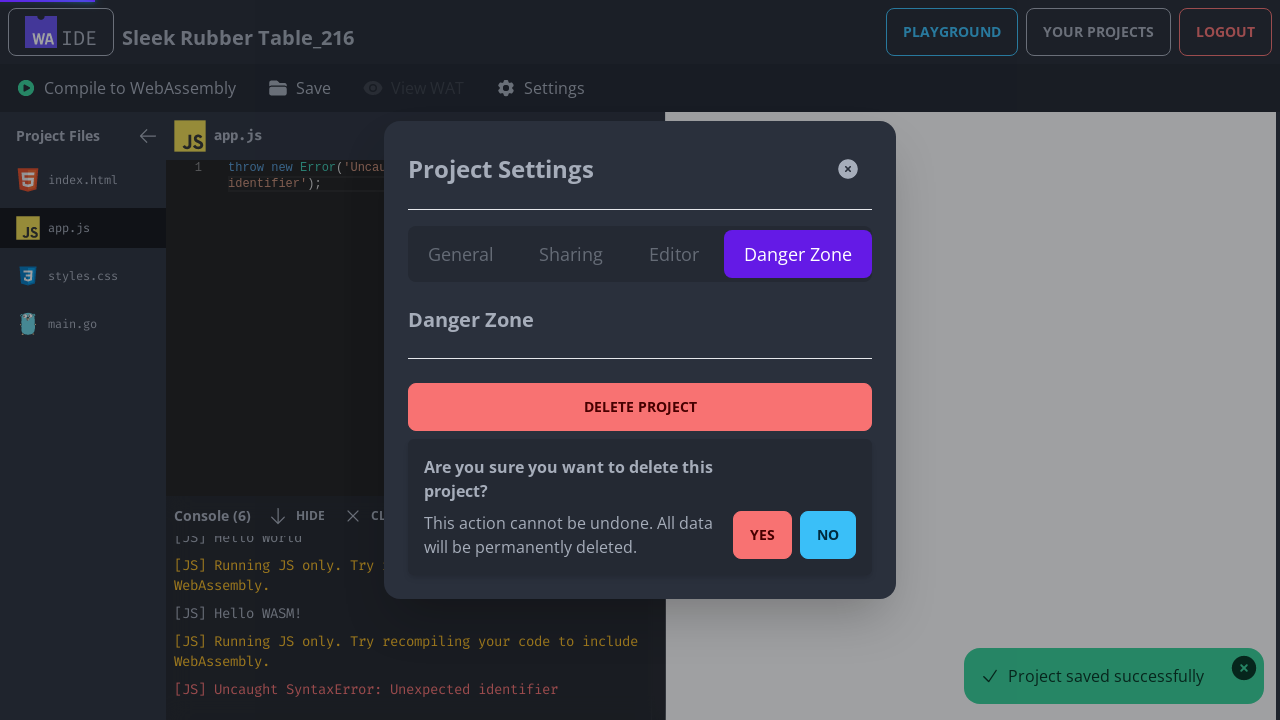 WA IDE
Sleek Rubber Table_216
PLAYGROUND
YOUR PROJECTS
LOGOUT
Compile to WebAssembly
Save
View WAT
Settings
Project Files
index.html
app.js
styles.css
main.go
JS app.js
1 throw new Error('Uncau
identifier');
Project Settings
General
Sharing
Editor
Danger Zone
Danger Zone
DELETE PROJECT
Are you sure you want to delete this
project?
This action cannot be undone. All data
will be permanently deleted.
YES
NO
Console (6)
HIDE
CL
[JS] Hello World
[JS] Running JS only. Try
WebAssembly.
[JS] Hello WASM!
[JS] Running JS only. Try recompiling your code to include
WebAssembly.
[JS] Uncaught SyntaxError: Unexpected identifier
Project saved successfully